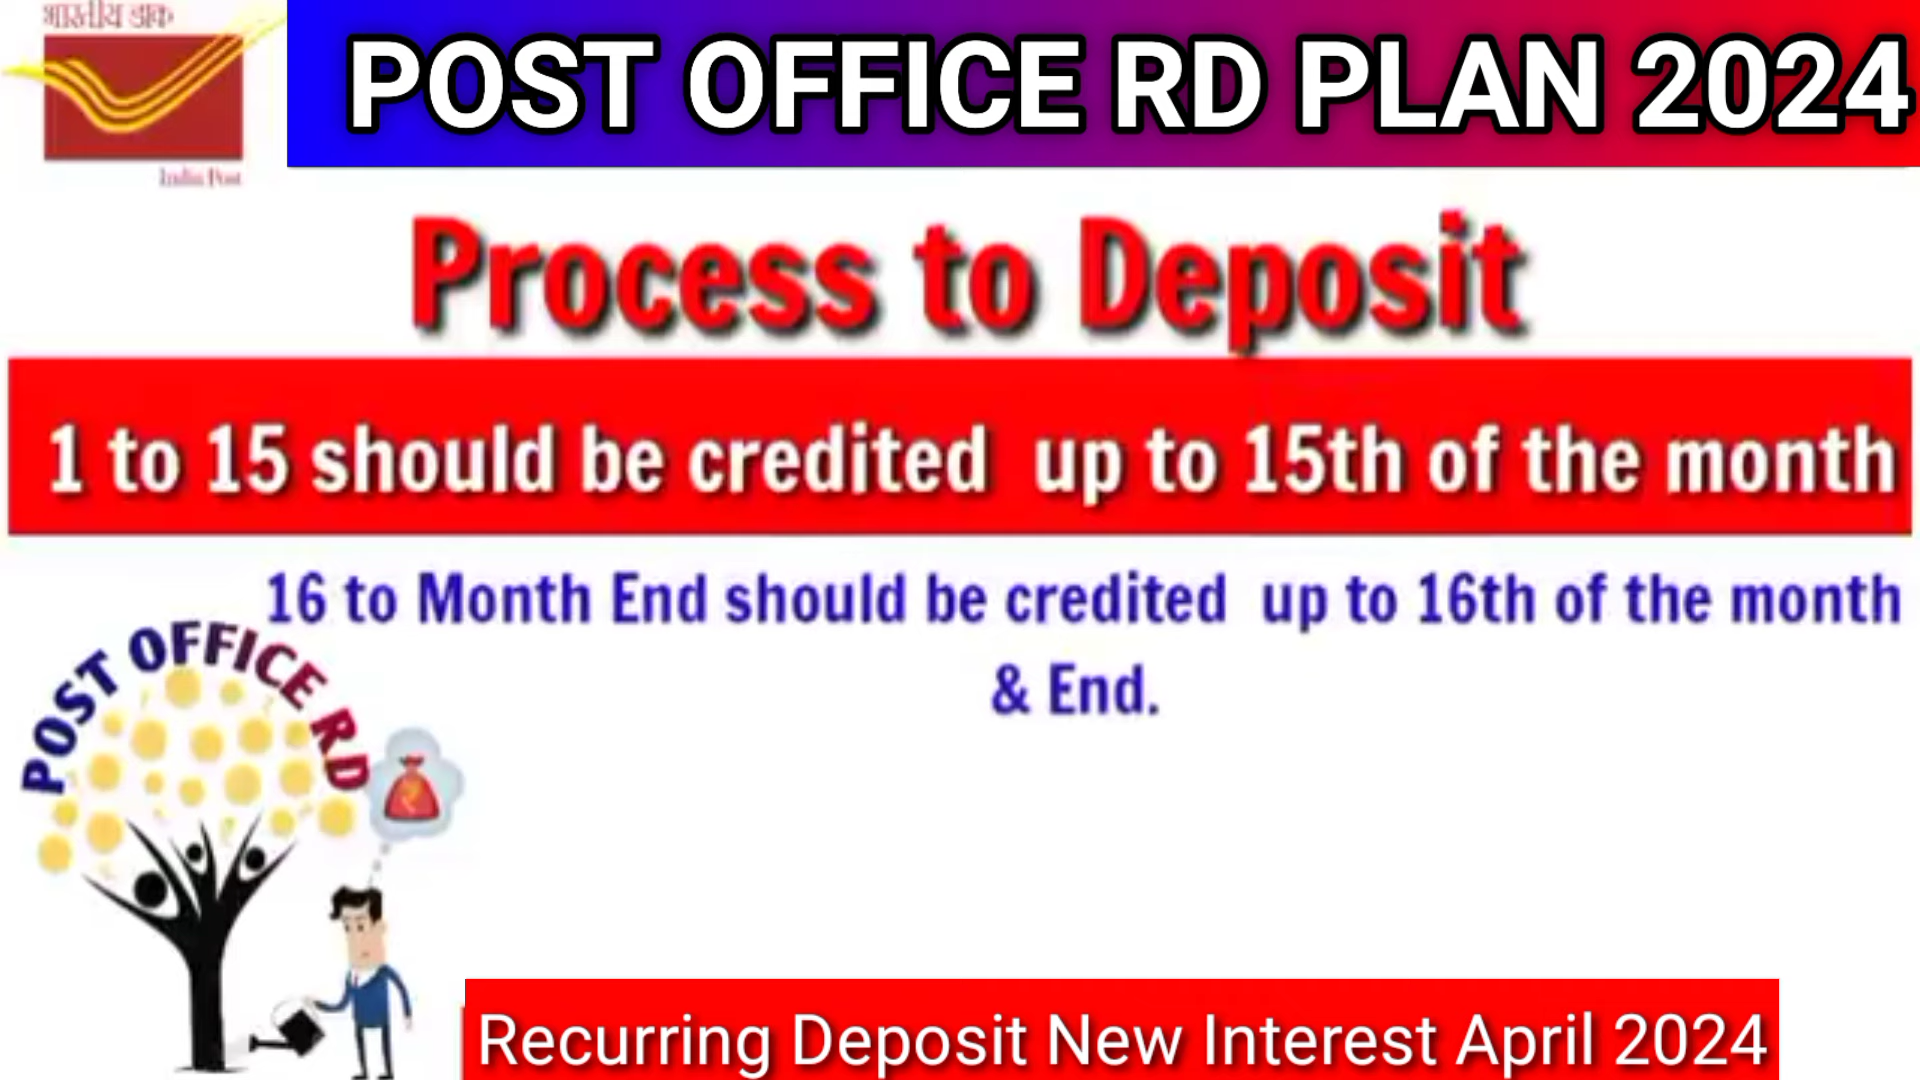 भारतीय डाक
India Post
POST OFFICE RD PLAN 2024
Process to Deposit
1 to 15 should be credited up to 15th of the month
16 to Month End should be credited up to 16th of the month
& End.
POST OFFICE RD
₹
Recurring Deposit New Interest April 2024